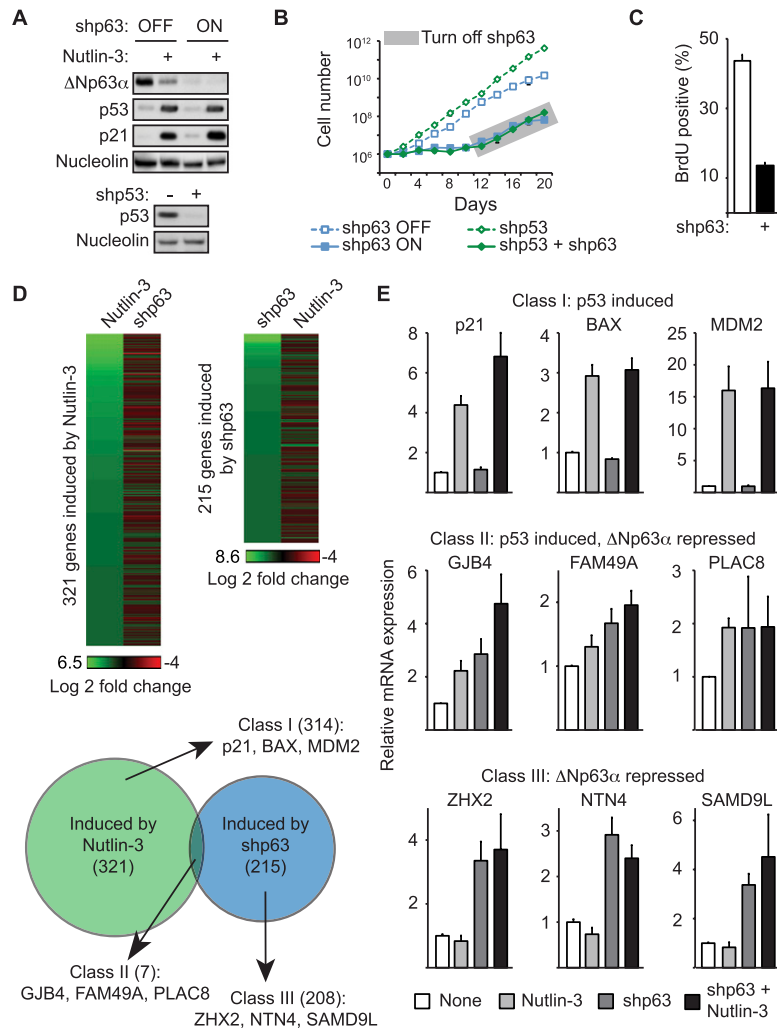 A
shp63: OFF ON
Nutlin-3: + +
ΔNp63α
p53
p21
Nucleolin
shp53: - +
p53
Nucleolin
B
Turn off shp63
Cell number
10^12
10^10
10^8
10^6
0 4 8 12 16 20
Days
shp63 OFF
shp63 ON
shp53
shp53 + shp63
C
BrdU positive (%)
50
30
10
shp63: +
D
Nutlin-3
shp63
321 genes induced by Nutlin-3
6.5 -4
Log 2 fold change
shp63
Nutlin-3
215 genes induced
by shp63
8.6 -4
Log 2 fold change
Class I (314):
p21, BAX, MDM2
Induced by
Nutlin-3
(321)
Induced by
shp63
(215)
Class II (7):
GJB4, FAM49A, PLAC8
Class III (208):
ZHX2, NTN4, SAMD9L
E
Relative mRNA expression
Class I: p53 induced
p21
8
6
4
2
BAX
4
3
2
1
MDM2
25
20
15
10
5
Class II: p53 induced, ΔNp63α repressed
GJB4
6
4
2
FAM49A
2
1
PLAC8
3
2
1
Class III: ΔNp63α repressed
ZHX2
4
2
NTN4
3
2
1
SAMD9L
6
4
2
None
Nutlin-3
shp63
shp63 +
Nutlin-3